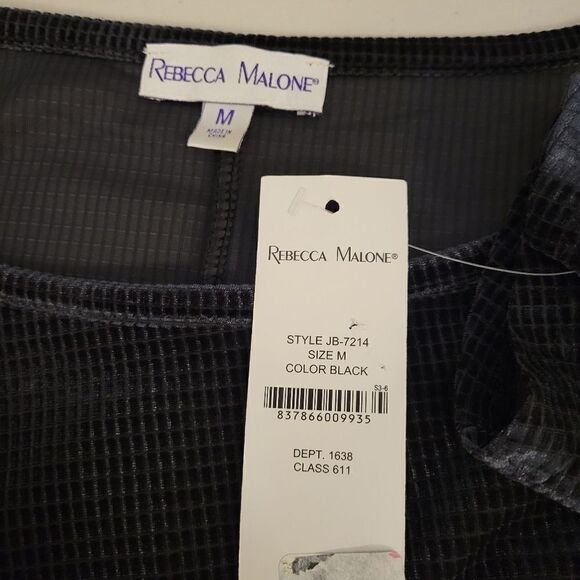 REBECCA MALONE®
M
MADE IN
CHINA
REBECCA MALONE®
STYLE JB-7214
SIZE M
COLOR BLACK
S3-6
837866009935
DEPT. 1638
CLASS 611